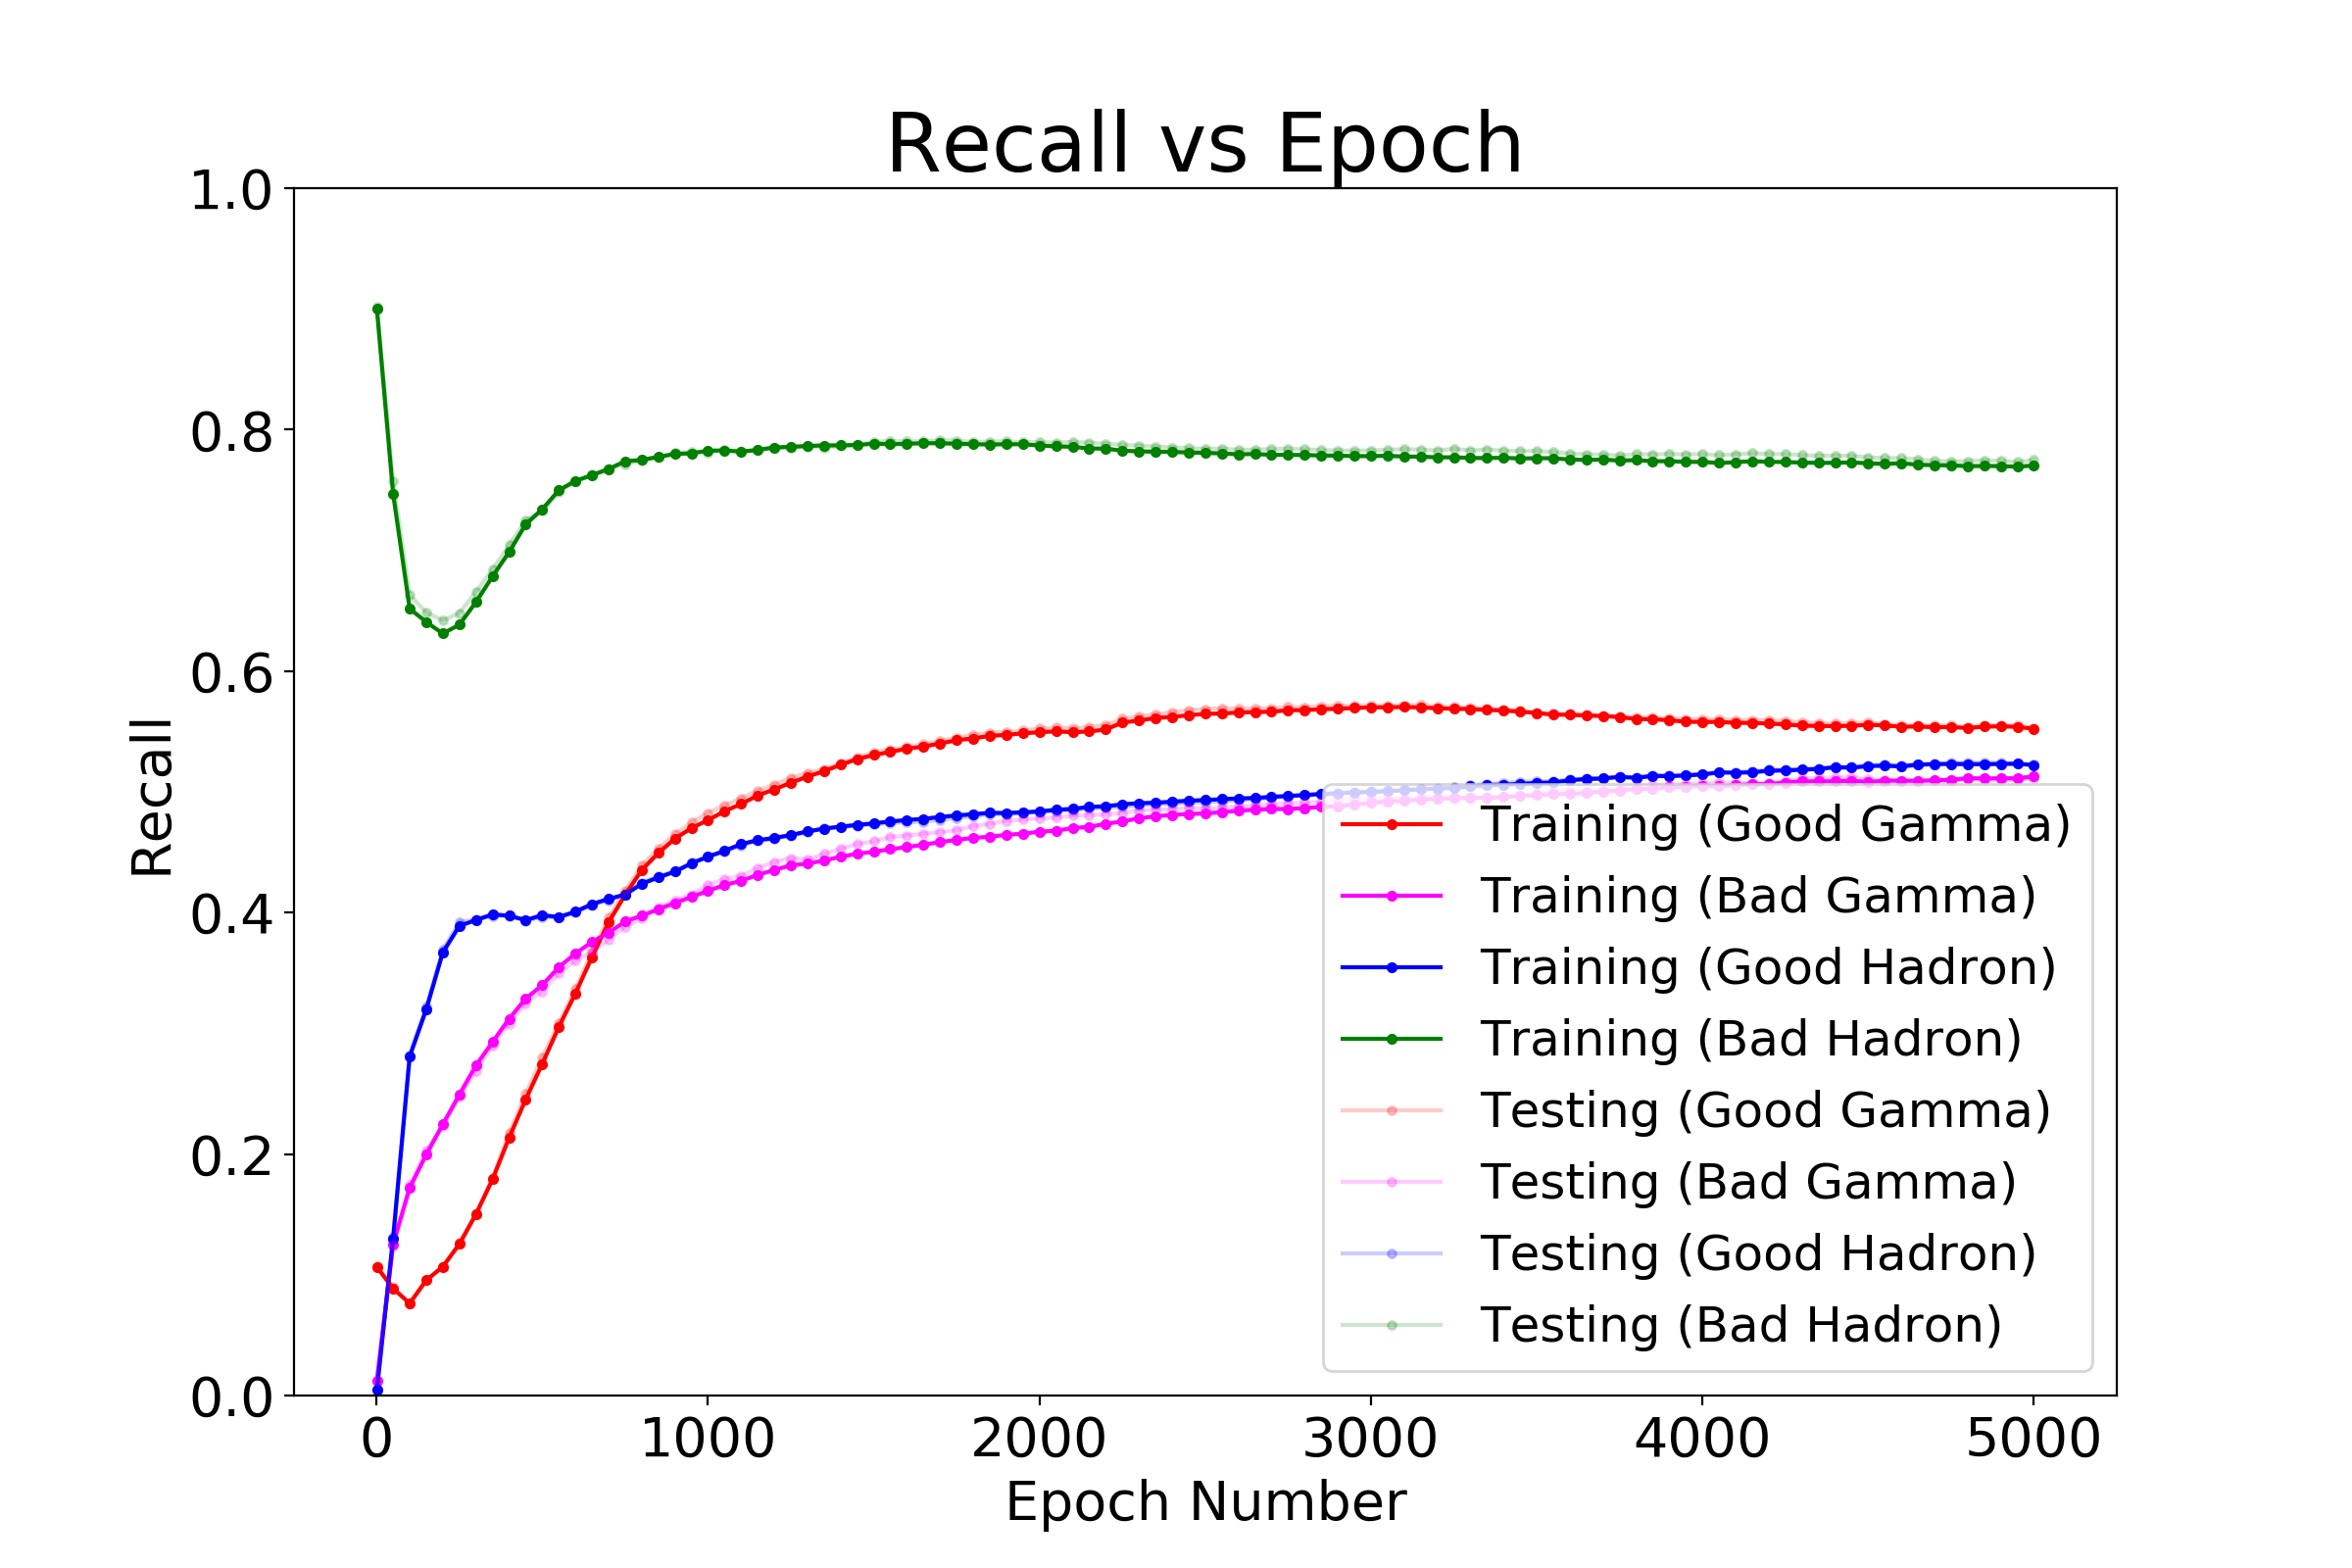 Recall vs Epoch
1.0
0.8
0.6
0.4
0.2
0.0
Recall
Training (Good Gamma)
Training (Bad Gamma)
Training (Good Hadron)
Training (Bad Hadron)
Testing (Good Gamma)
Testing (Bad Gamma)
Testing (Good Hadron)
Testing (Bad Hadron)
0 1000 2000 3000 4000 5000
Epoch Number